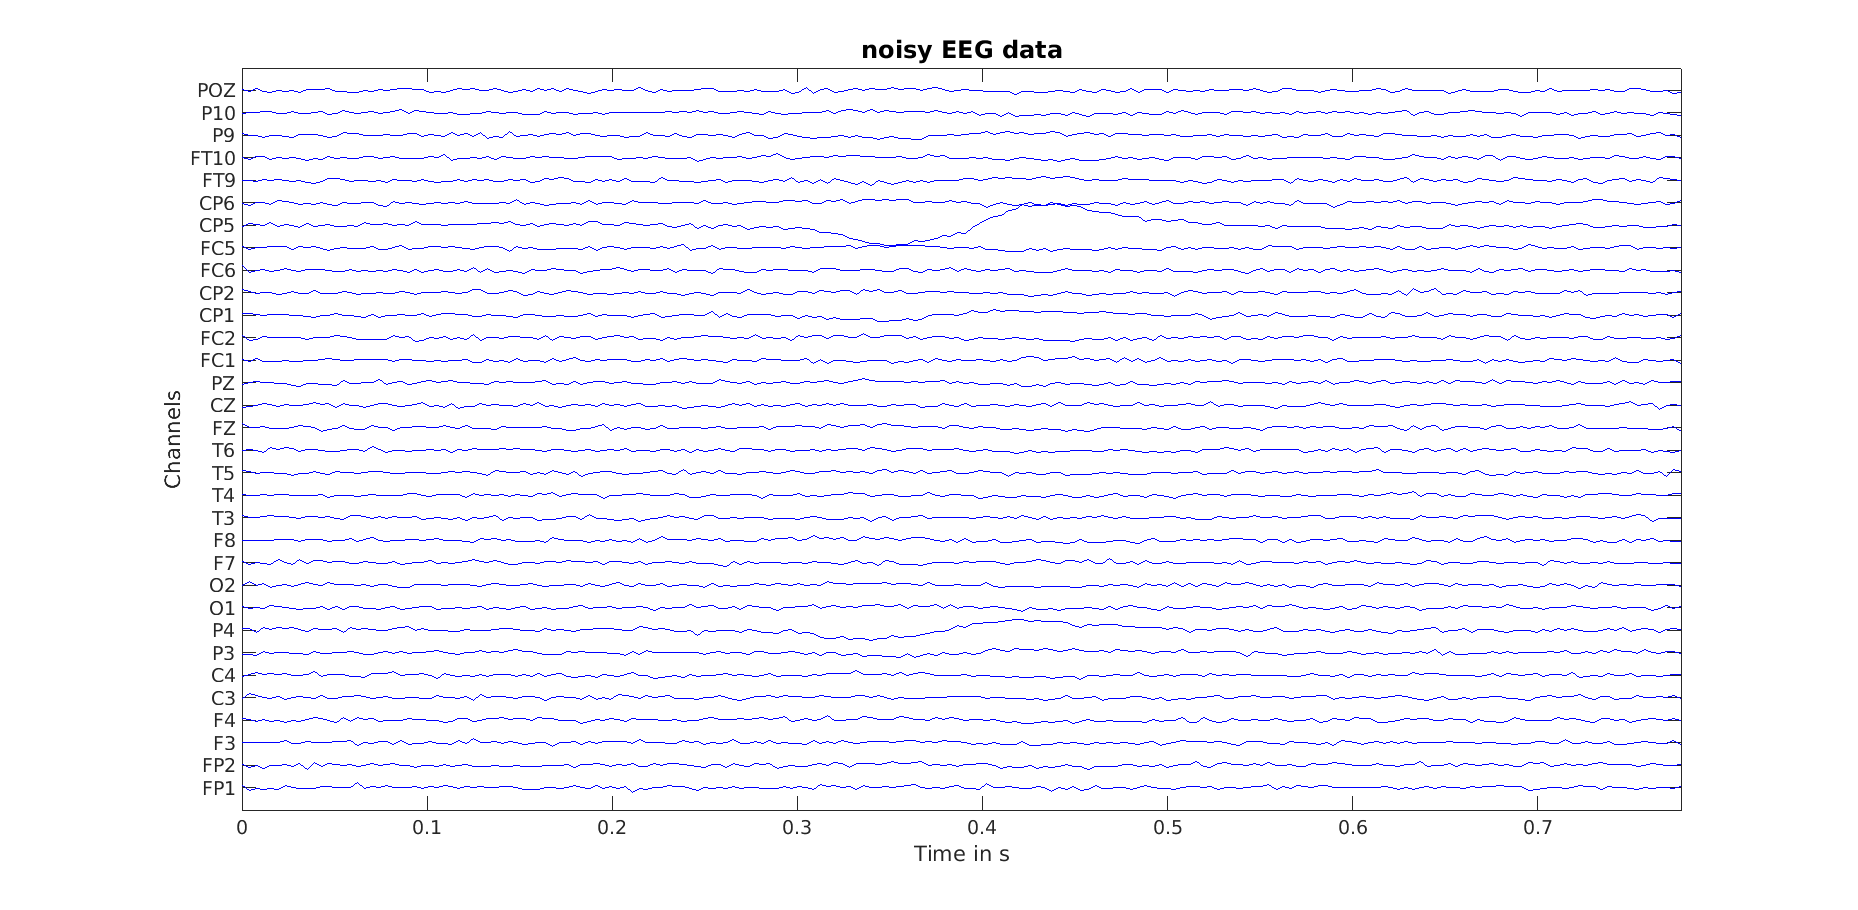 noisy EEG data
POZ
P10
P9
FT10
FT9
CP6
CP5
FC5
FC6
CP2
CP1
FC2
FC1
PZ
CZ
FZ
T6
T5
T4
T3
F8
F7
O2
O1
P4
P3
C4
C3
F4
F3
FP2
FP1
Channels
0 0.1 0.2 0.3 0.4 0.5 0.6 0.7
Time in s